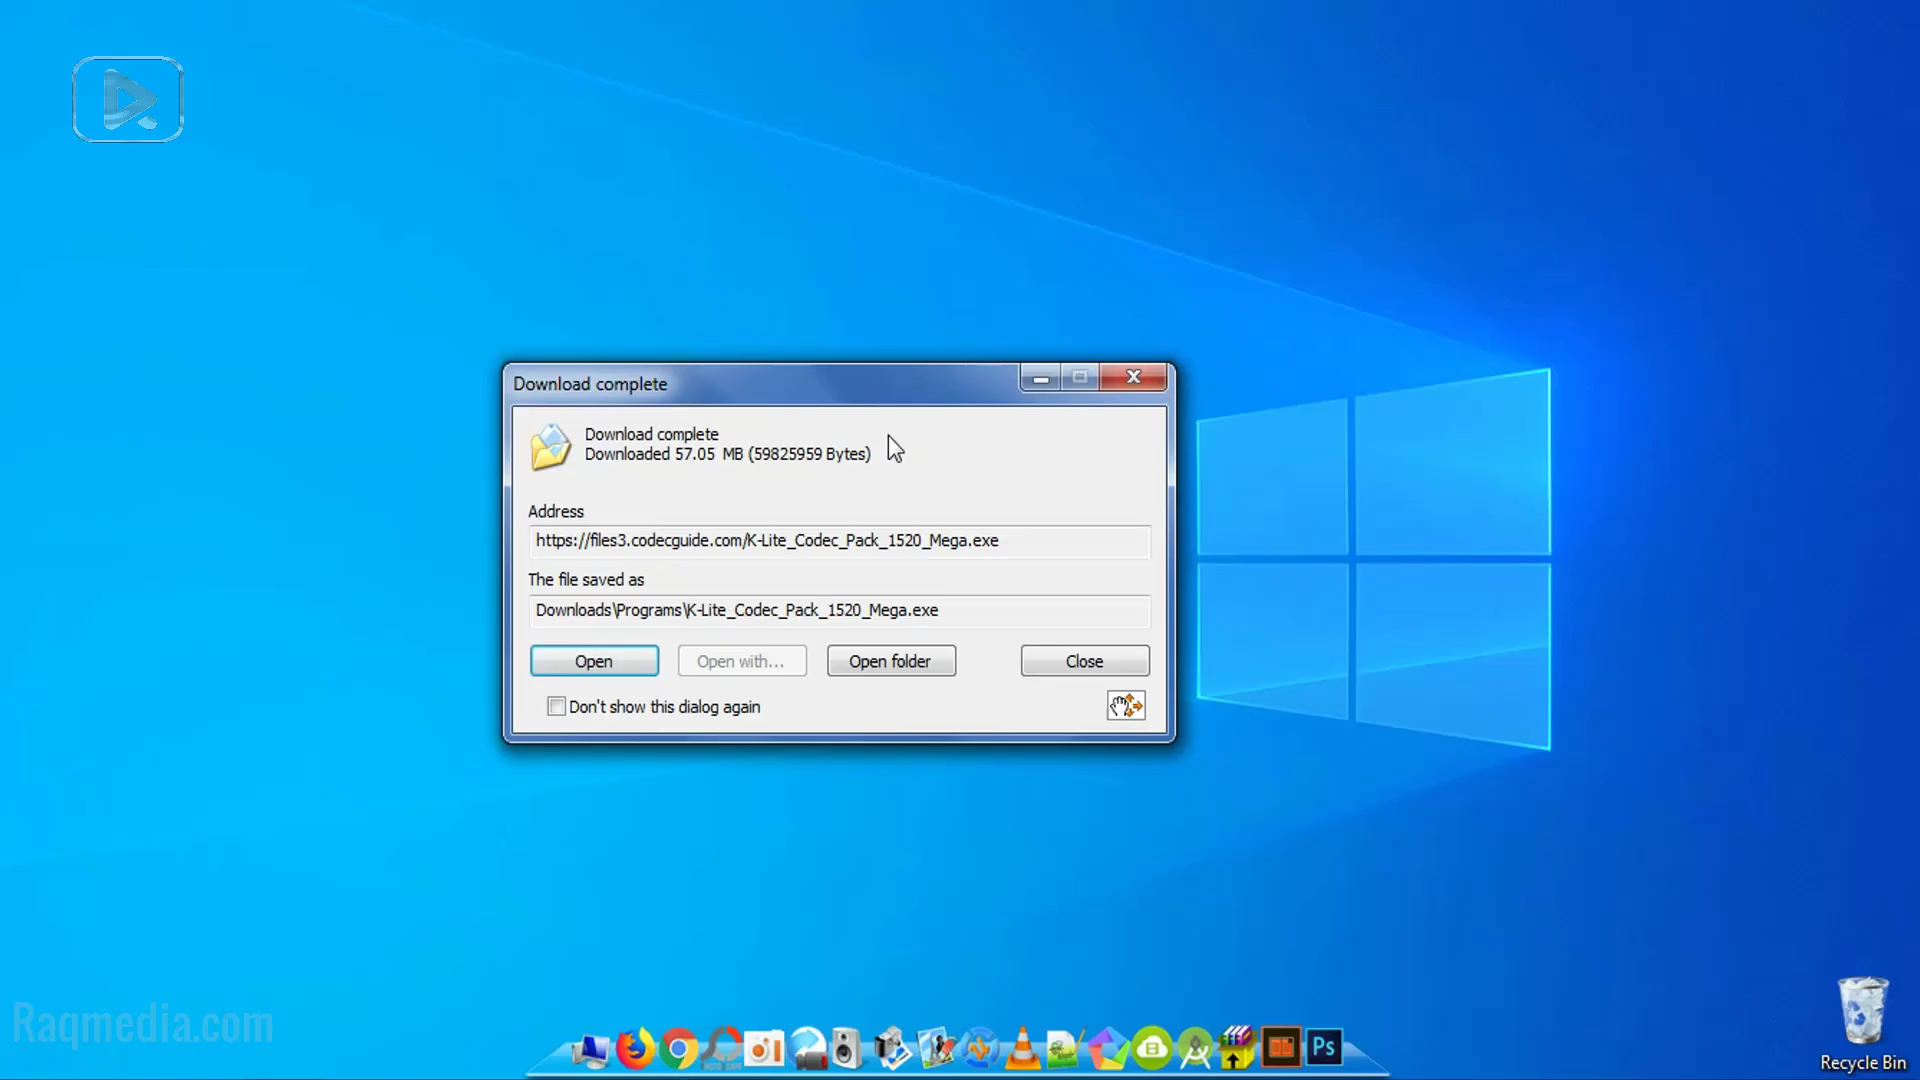 Download complete
Download complete
Downloaded 57.05 MB (59825959 Bytes)
Address
https://files3.codecguide.com/K-Lite_Codec_Pack_1520_Mega.exe
The file saved as
Downloads\Programs\K-Lite_Codec_Pack_1520_Mega.exe
Open
Open with...
Open folder
Close
Don't show this dialog again
Raqmedia.com
Ps
Recycle Bin